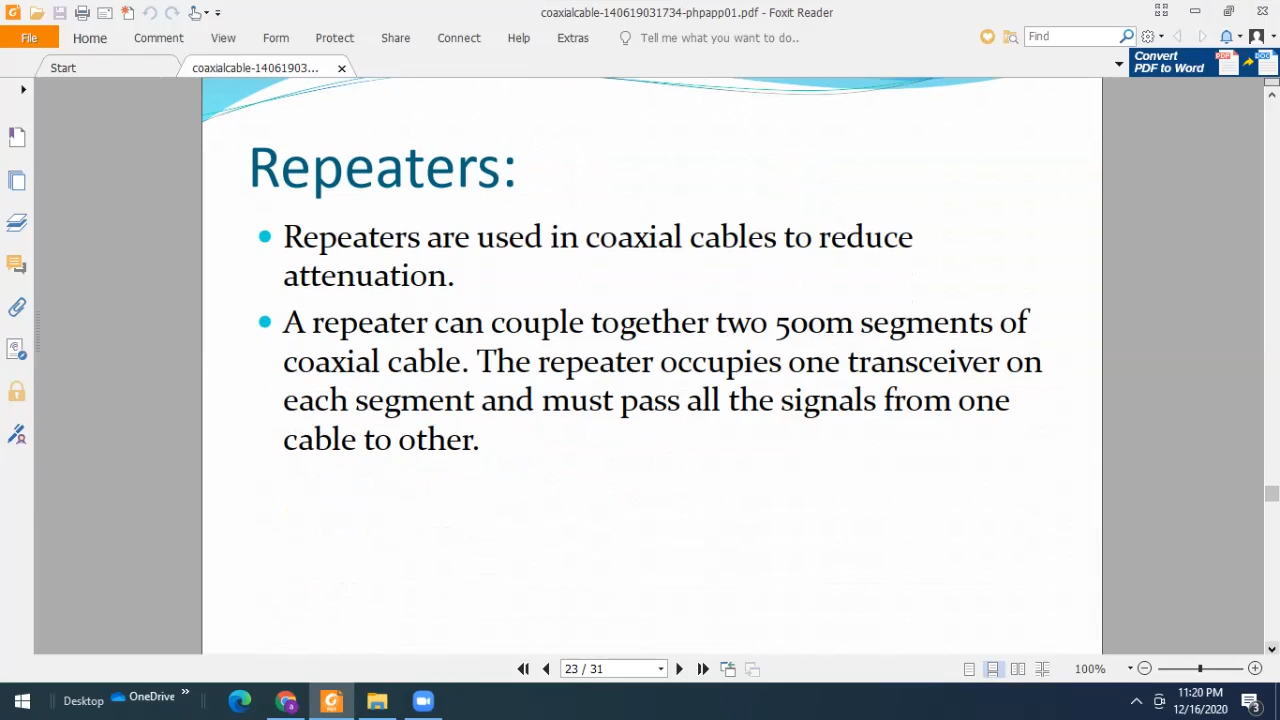 coaxialcable-140619031734-phpapp01.pdf - Foxit Reader
File Home Comment View Form Protect Share Connect Help Extras Tell me what you want to do.. Find
Start coaxialcable-14061903... Convert PDF to Word
Repeaters:
Repeaters are used in coaxial cables to reduce
attenuation.
A repeater can couple together two 500m segments of
coaxial cable. The repeater occupies one transceiver on
each segment and must pass all the signals from one
cable to other.
23 / 31 100%
Desktop OneDrive 11:20 PM
12/16/2020 3